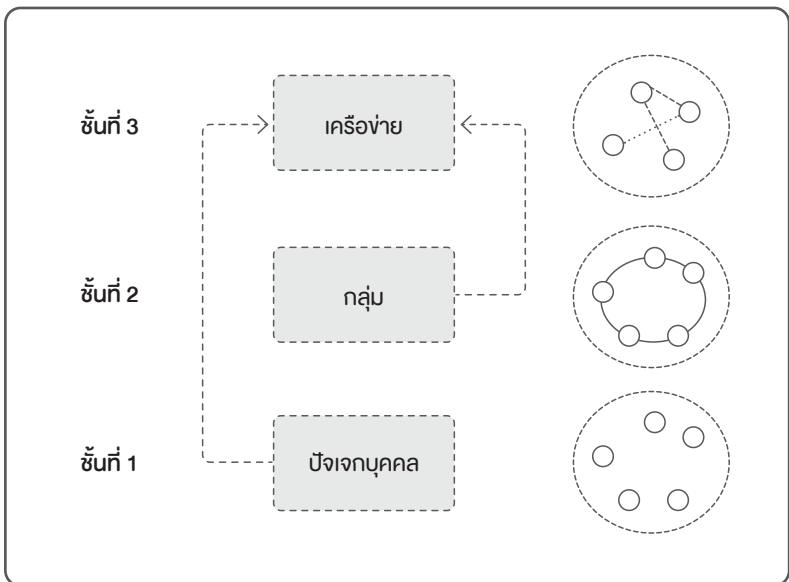 ชั้นที่ 3
เครือข่าย
ชั้นที่ 2
กลุ่ม
ชั้นที่ 1
ปัจเจกบุคคล